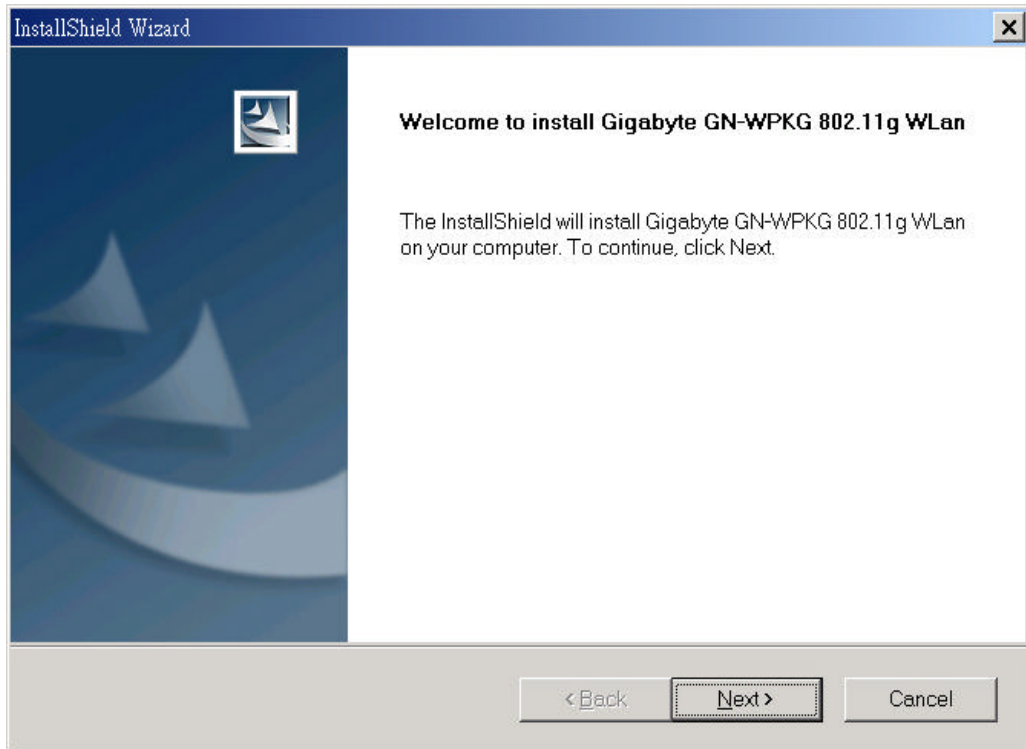 InstallShield Wizard
Welcome to install Gigabyte GN-WPKG 802.11g WLan
The InstallShield will install Gigabyte GN-WPKG 802.11g WLan
on your computer. To continue, click Next.
< Back
Next >
Cancel